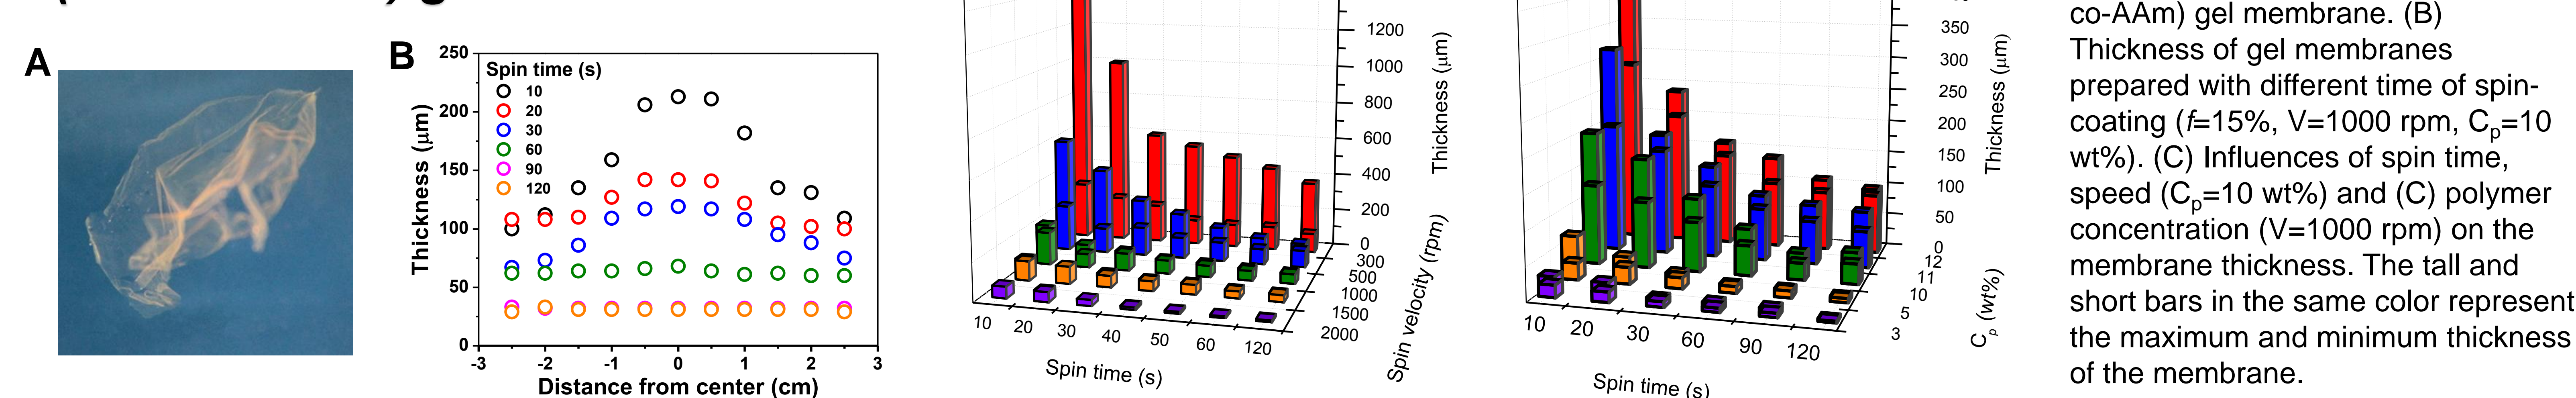 A
B
250
200
150
100
50
0
Thickness (μm)
Spin time (s)
10
20
30
60
90
120
-3
-2
-1
0
1
2
3
Distance from center (cm)
1200
1000
800
600
400
200
0
Thickness (μm)
300
500
1000
1500
2000
Spin velocity (rpm)
10
20
30
40
50
60
120
Spin time (s)
350
300
250
200
150
100
50
0
Thickness (μm)
12
11
10
5
3
Cp (wt%)
10
20
30
60
90
120
Spin time (s)
co-AAm) gel membrane. (B)
Thickness of gel membranes
prepared with different time of spin-
coating (f=15%, V=1000 rpm, Cp=10
wt%). (C) Influences of spin time,
speed (Cp=10 wt%) and (C) polymer
concentration (V=1000 rpm) on the
membrane thickness. The tall and
short bars in the same color represent
the maximum and minimum thickness
of the membrane.